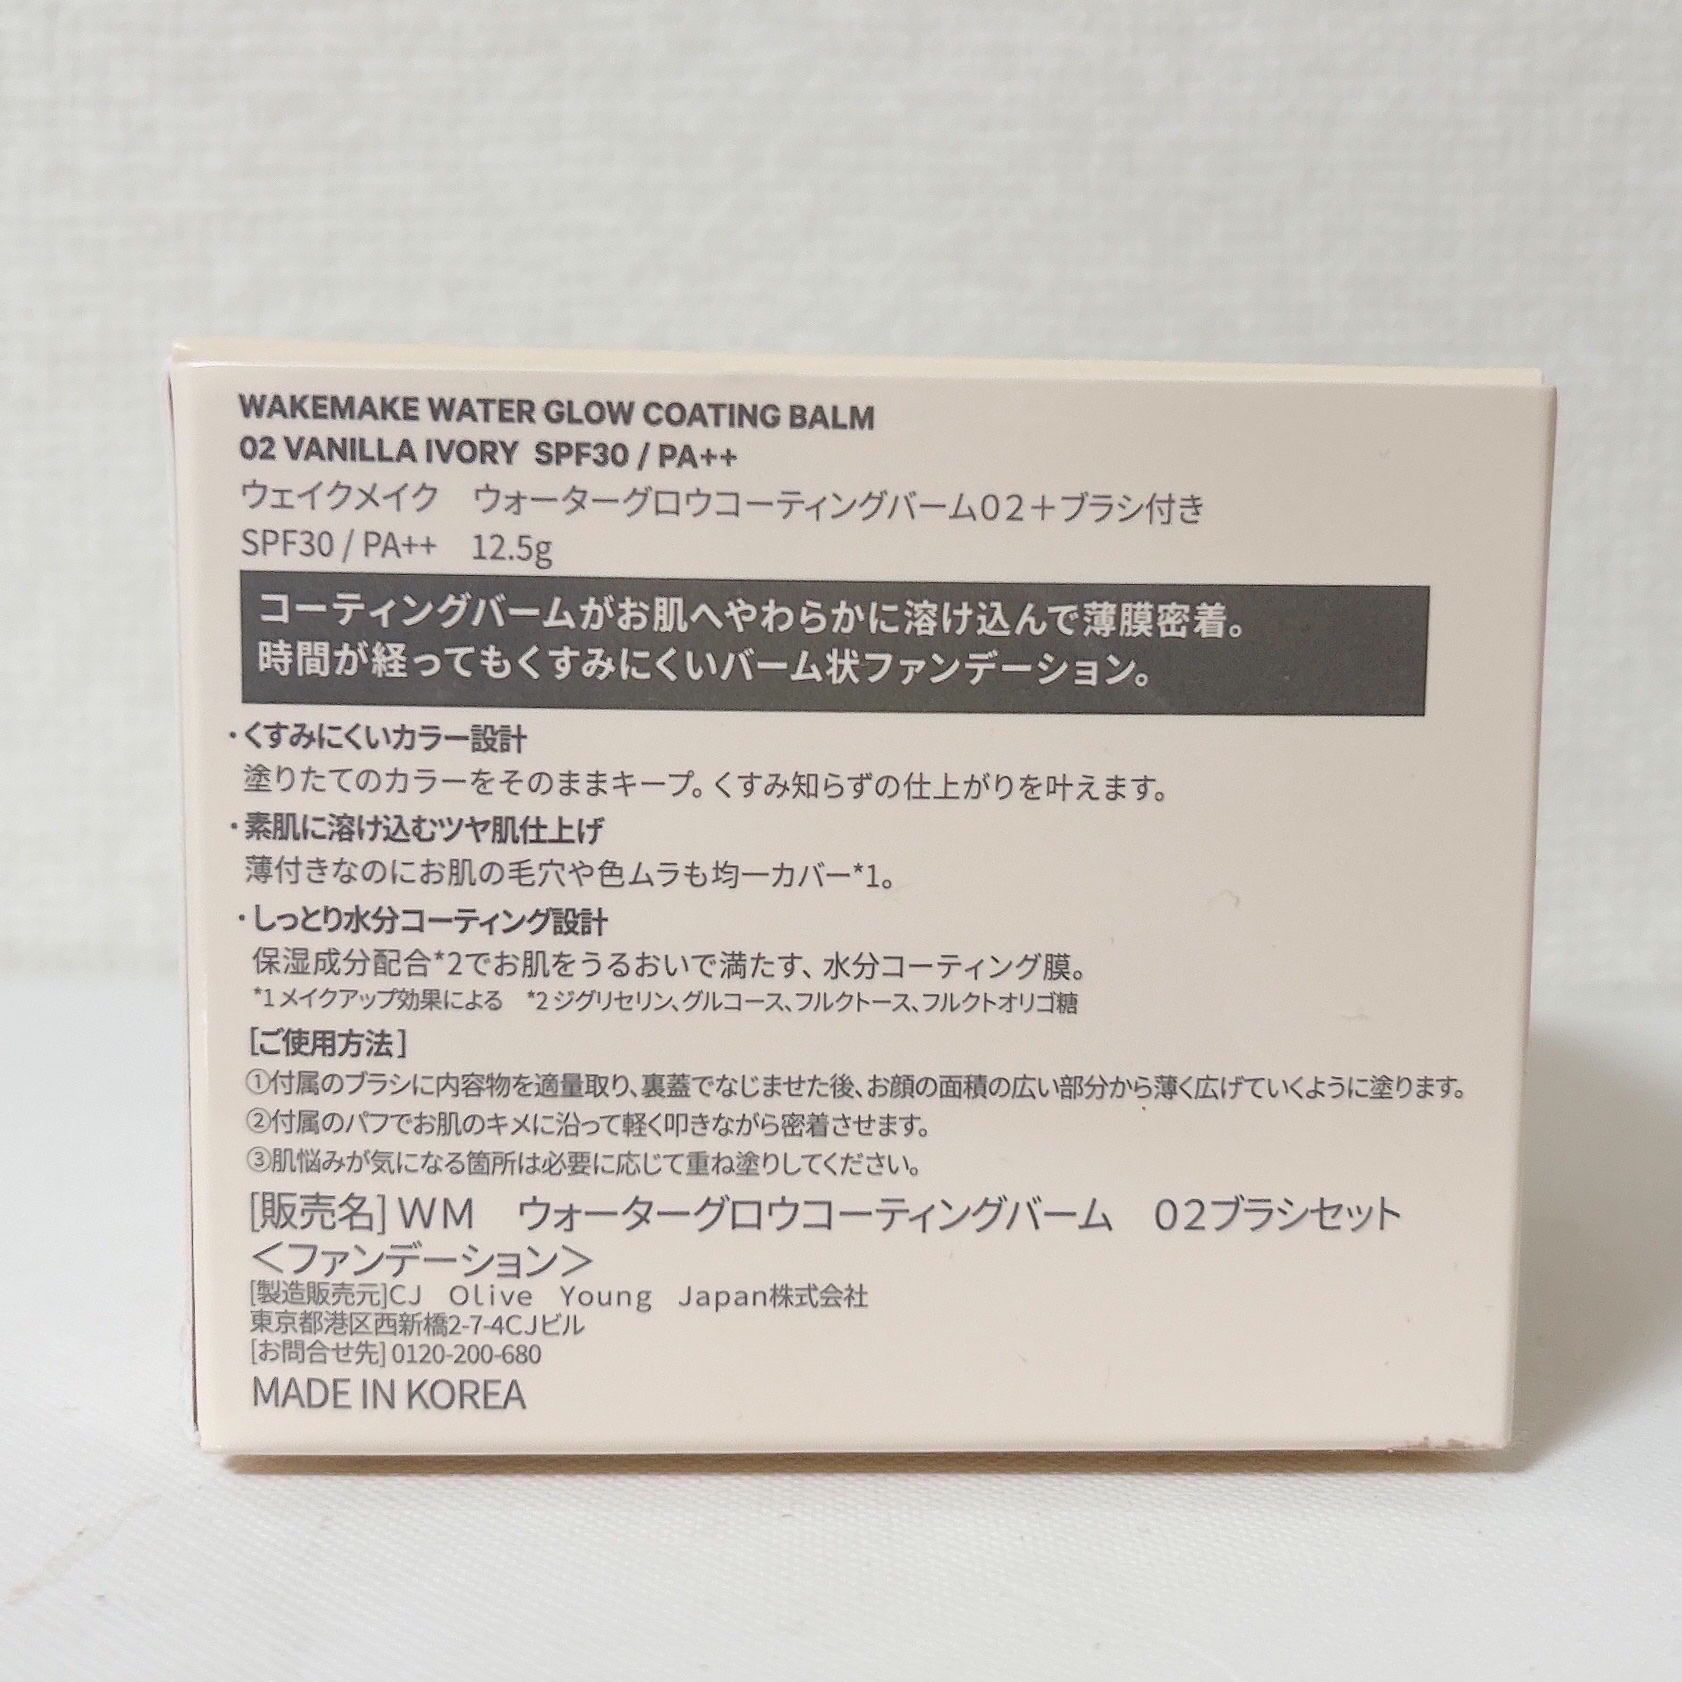 WAKEMAKE WATER GLOW COATING BALM
02 VANILLA IVORY SPF30 / PA++
ウェイクメイク　ウォーターグロウコーティングバーム02＋ブラシ付き
SPF30 / PA++　12.5g
コーティングバームがお肌へやわらかに溶け込んで薄膜密着。
時間が経ってもくすみにくいバーム状ファンデーション。
・くすみにくいカラー設計
塗りたてのカラーをそのままキープ。くすみ知らずの仕上がりを叶えます。
・素肌に溶け込むツヤ肌仕上げ
薄付きなのにお肌の毛穴や色ムラも均一カバー*1。
・しっとり水分コーティング設計
保湿成分配合*2でお肌をうるおいで満たす、水分コーティング膜。
*1 メイクアップ効果による　*2 ジグリセリン、グルコース、フルクトース、フルクトオリゴ糖
[ご使用方法]
①付属のブラシに内容物を適量取り、裏蓋でなじませた後、お顔の面積の広い部分から薄く広げていくように塗ります。
②付属のパフでお肌のキメに沿って軽く叩きながら密着させます。
③肌悩みが気になる箇所は必要に応じて重ね塗りしてください。
[販売名] WM　ウォーターグロウコーティングバーム　02ブラシセット
＜ファンデーション＞
[製造販売元]CJ　Olive　Young　Japan株式会社
東京都港区西新橋2-7-4CJビル
[お問合せ先] 0120-200-680
MADE IN KOREA